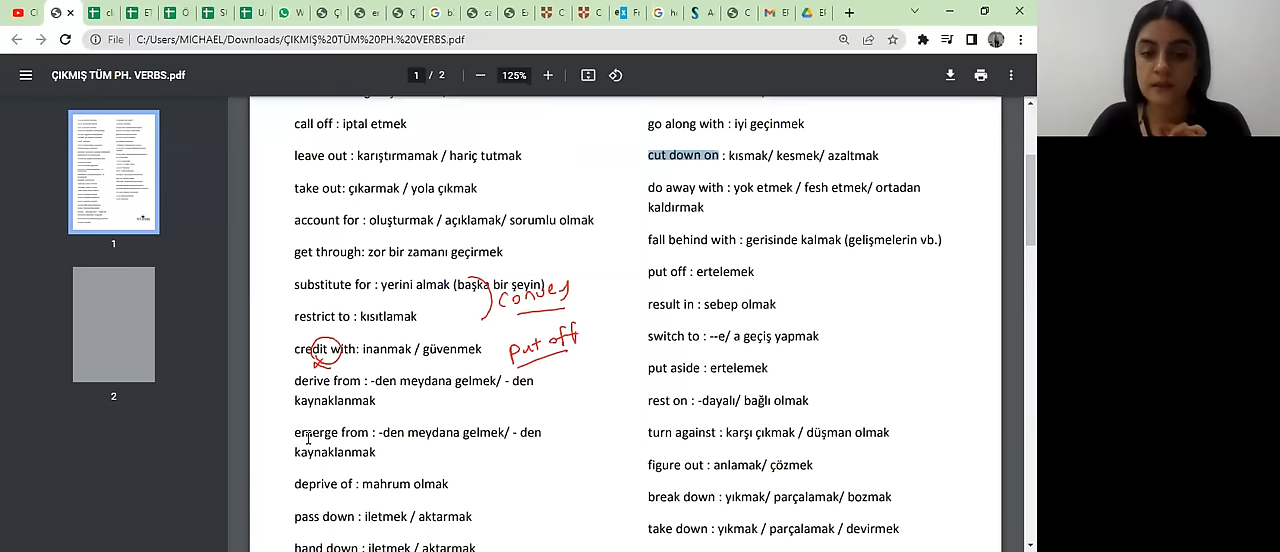 File
C:/Users/MICHAEL/Downloads/ÇIKMIŞ%20TÜM%20PH.%20VERBS.pdf
ÇIKMIŞ TÜM PH. VERBS.pdf
1 / 2
125%
1
2
call off : iptal etmek
leave out : karıştırmamak / hariç tutmak
take out: çıkarmak / yola çıkmak
account for : oluşturmak / açıklamak/ sorumlu olmak
get through: zor bir zamanı geçirmek
substitute for : yerini almak (başka bir şeyin)
convey
restrict to : kısıtlamak
credit with: inanmak / güvenmek
put off
derive from : -den meydana gelmek/ - den
kaynaklanmak
emerge from : -den meydana gelmek/ - den
kaynaklanmak
deprive of : mahrum olmak
pass down : iletmek / aktarmak
hand down : iletmek / aktarmak
go along with : iyi geçinmek
cut down on : kısmak/ kesmek/ azaltmak
do away with : yok etmek / fesh etmek/ ortadan
kaldırmak
fall behind with : gerisinde kalmak (gelişmelerin vb.)
put off : ertelemek
result in : sebep olmak
switch to : --e/ a geçiş yapmak
put aside : ertelemek
rest on : -dayalı/ bağlı olmak
turn against : karşı çıkmak / düşman olmak
figure out : anlamak/ çözmek
break down : yıkmak/ parçalamak/ bozmak
take down : yıkmak / parçalamak / devirmek